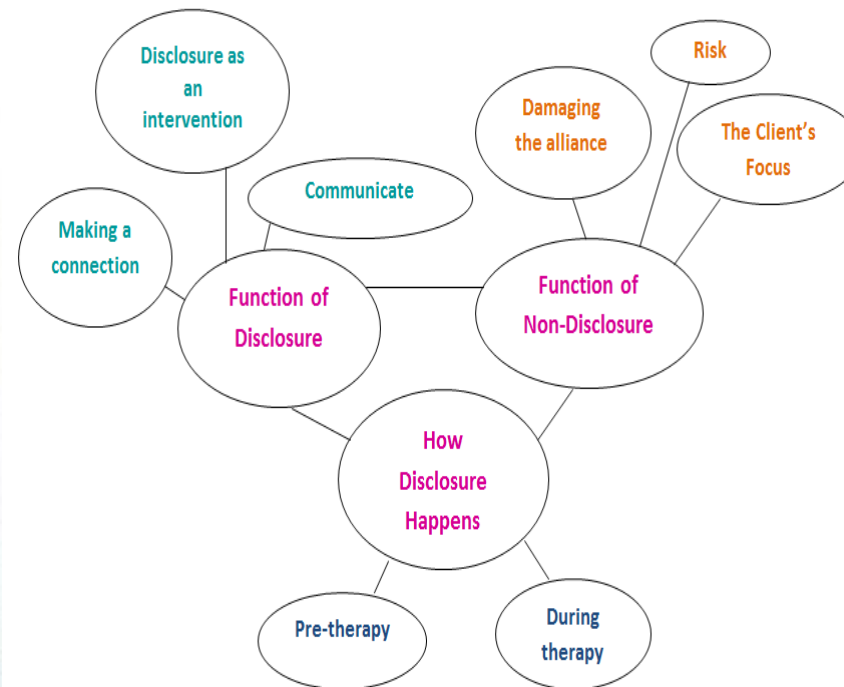 Disclosure as
an
intervention
Communicate
Making a
connection
Function of
Disclosure
Damaging
the alliance
Risk
The Client’s
Focus
Function of
Non-Disclosure
How
Disclosure
Happens
Pre-therapy
During
therapy